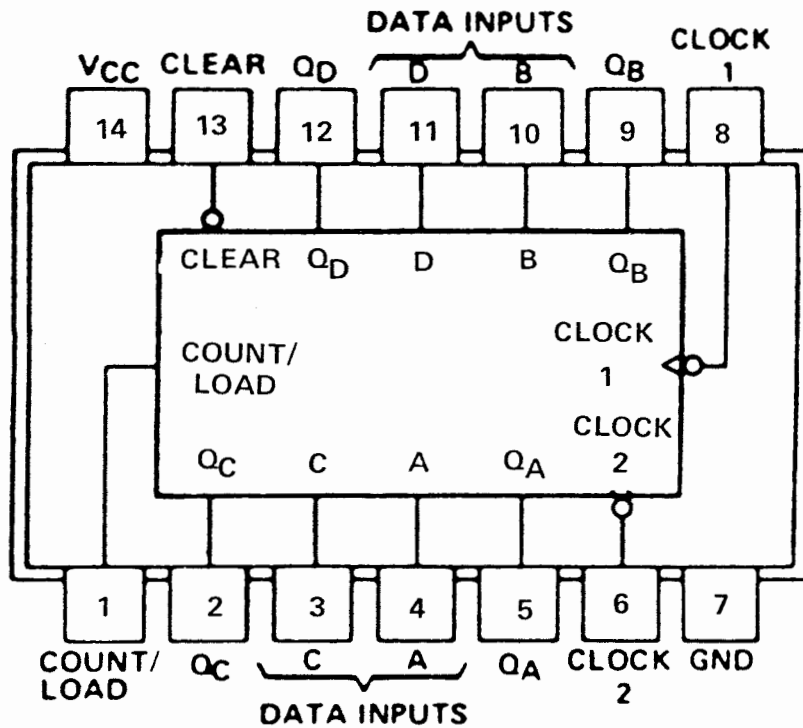 DATA INPUTS
VCC CLEAR QD D B QB CLOCK 1
14 13 12 11 10 9 8
CLEAR QD D B QB
COUNT/ LOAD
CLOCK 1
CLOCK 2
QC C A QA
1 2 3 4 5 6 7
COUNT/ LOAD QC C A QA CLOCK 2 GND
DATA INPUTS